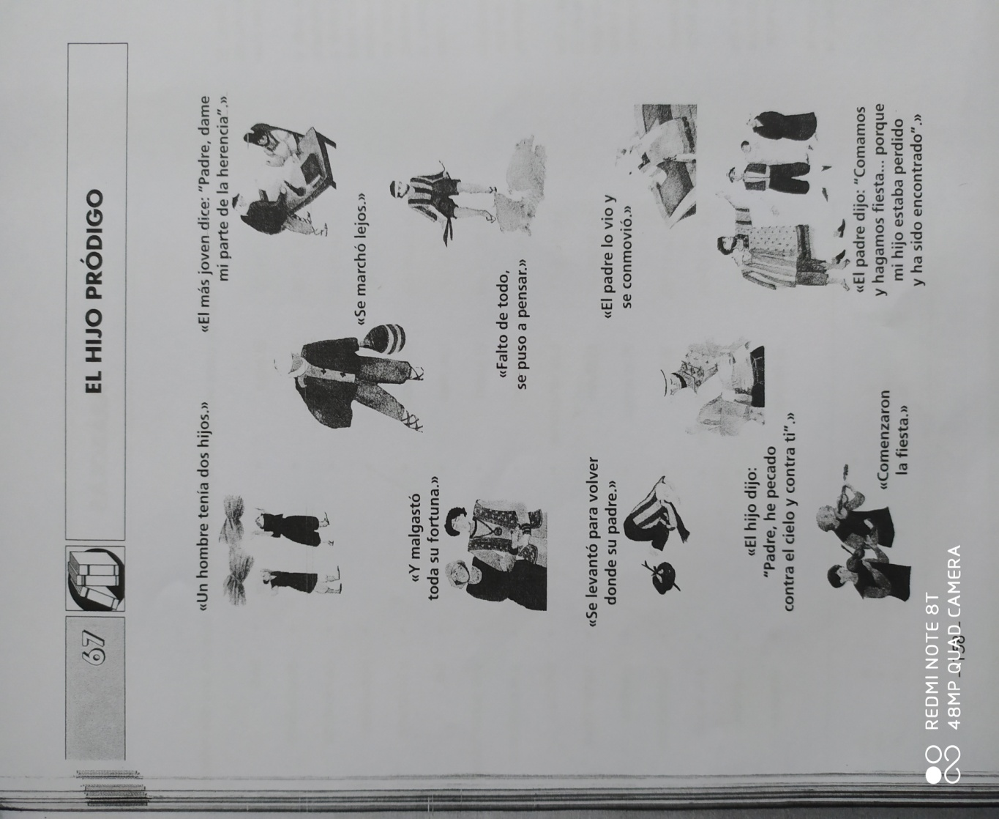 67
EL HIJO PRÓDIGO
«Un hombre tenía dos hijos.»
«El más joven dice: “Padre, dame
mi parte de la herencia”.»
«Se marchó lejos.»
«Y malgastó
toda su fortuna.»
«Falto de todo,
se puso a pensar.»
«Se levantó para volver
donde su padre.»
«El padre lo vio y
se conmovió.»
«El hijo dijo:
“Padre, he pecado
contra el cielo y contra ti”.»
«El padre dijo: “Comamos
y hagamos fiesta... porque
mi hijo estaba perdido
y ha sido encontrado”.»
«Comenzaron
la fiesta.»
REDMI NOTE 8T
48MP QUAD CAMERA